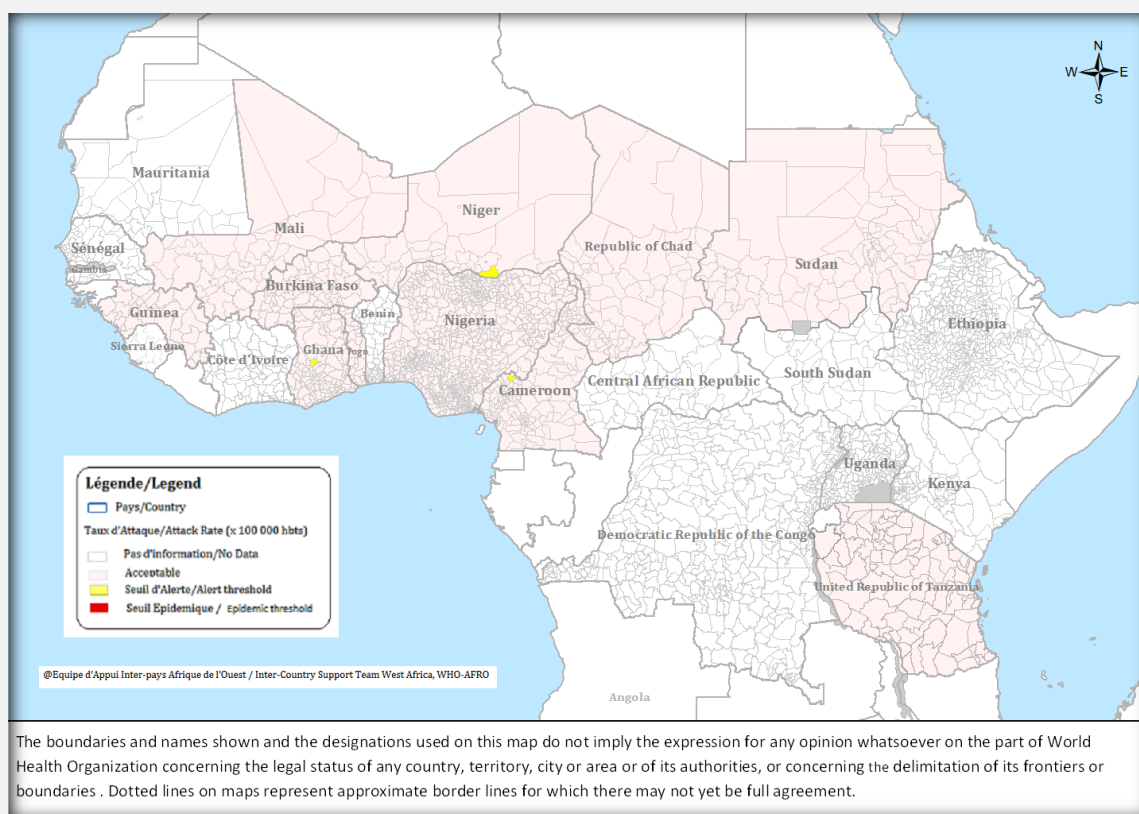 N
W E
S
Mauritania
Niger
Mali
Sénégal
Gambia
Republic of Chad
Sudan
Burkina Faso
Guinea
Benin
Nigeria
Ethiopia
Sierra Leone
Côte d'Ivoire
Ghana
Togo
South Sudan
Cameroon
Central African Republic
Uganda
Kenya
Democratic Republic of the Congo
United Republic of Tanzania
Angola
Légende/Legend
Pays/Country
Taux d'Attaque/Attack Rate (x 100 000 hbts)
Pas d'information/No Data
Acceptable
Seuil d'Alerte/Alert threshold
Seuil Epidemique / Epidemic threshold
@Equipe d'Appui Inter-pays Afrique de l'Ouest / Inter-Country Support Team West Africa, WHO-AFRO
The boundaries and names shown and the designations used on this map do not imply the expression for any opinion whatsoever on the part of World
Health Organization concerning the legal status of any country, territory, city or area or of its authorities, or concerning the delimitation of its frontiers or
boundaries . Dotted lines on maps represent approximate border lines for which there may not yet be full agreement.